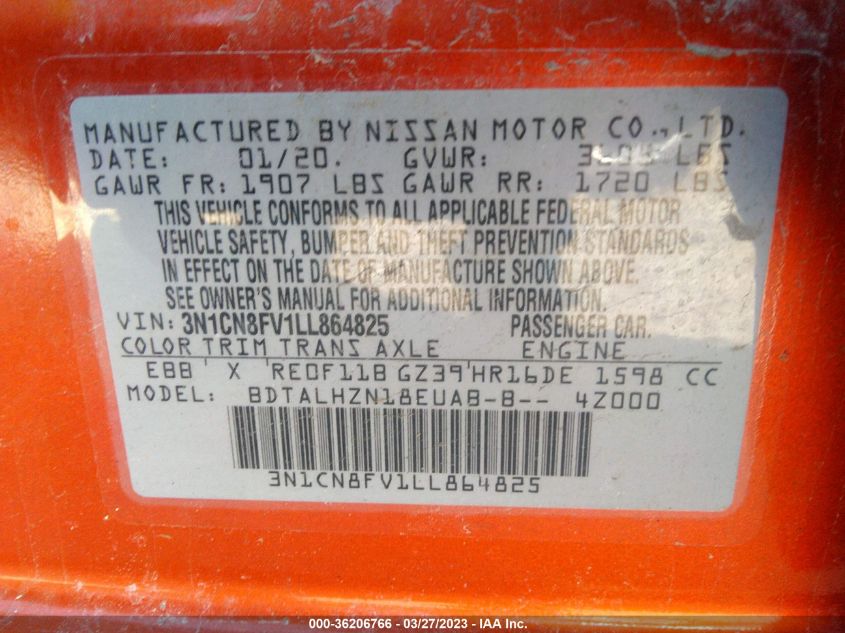 MANUFACTURED BY NISSAN MOTOR CO., LTD.
DATE: 01/20. GVWR: LBS
GAWR FR: 1907 LBS GAWR RR: 1720 LBS
THIS VEHICLE CONFORMS TO ALL APPLICABLE FEDERAL MOTOR
VEHICLE SAFETY, BUMPER AND THEFT PREVENTION STANDARDS
IN EFFECT ON THE DATE OF MANUFACTURE SHOWN ABOVE.
SEE OWNER'S MANUAL FOR ADDITIONAL INFORMATION.
VIN: 3N1CN8FV1LL864825 PASSENGER CAR.
COLOR TRIM TRANS AXLE ENGINE
EBB ' X 'RE0F11B GZ39'HR16DE 1598 CC
MODEL: BDTALHZN18EUAB-B-- 4Z000
3N1CN8FV1LL864825
000-36206766 - 03/27/2023 - IAA Inc.